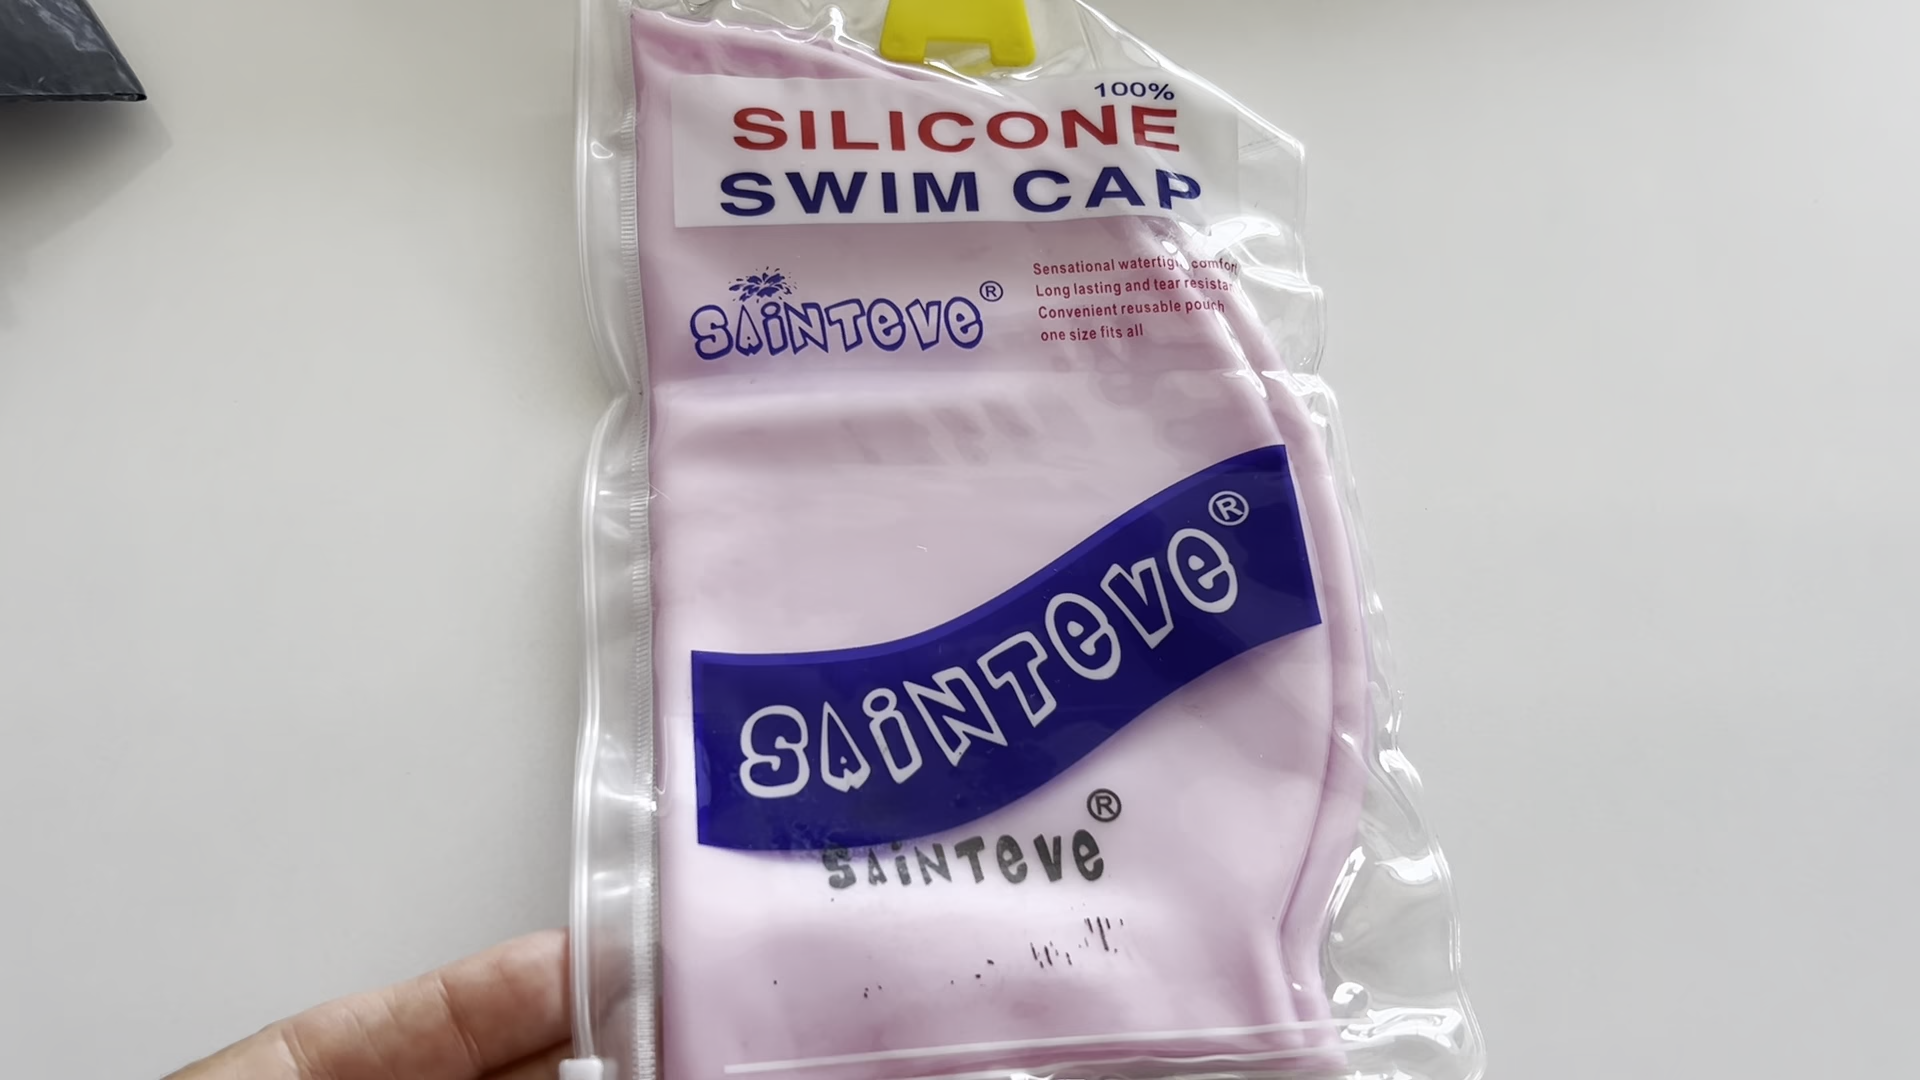 100%
SILICONE
SWIM CAP
SAiNTeVe®
Sensational watertight comfort
Long lasting and tear resistant
Convenient reusable pouch
one size fits all
SAiNTeVe®
SAiNTeVe®